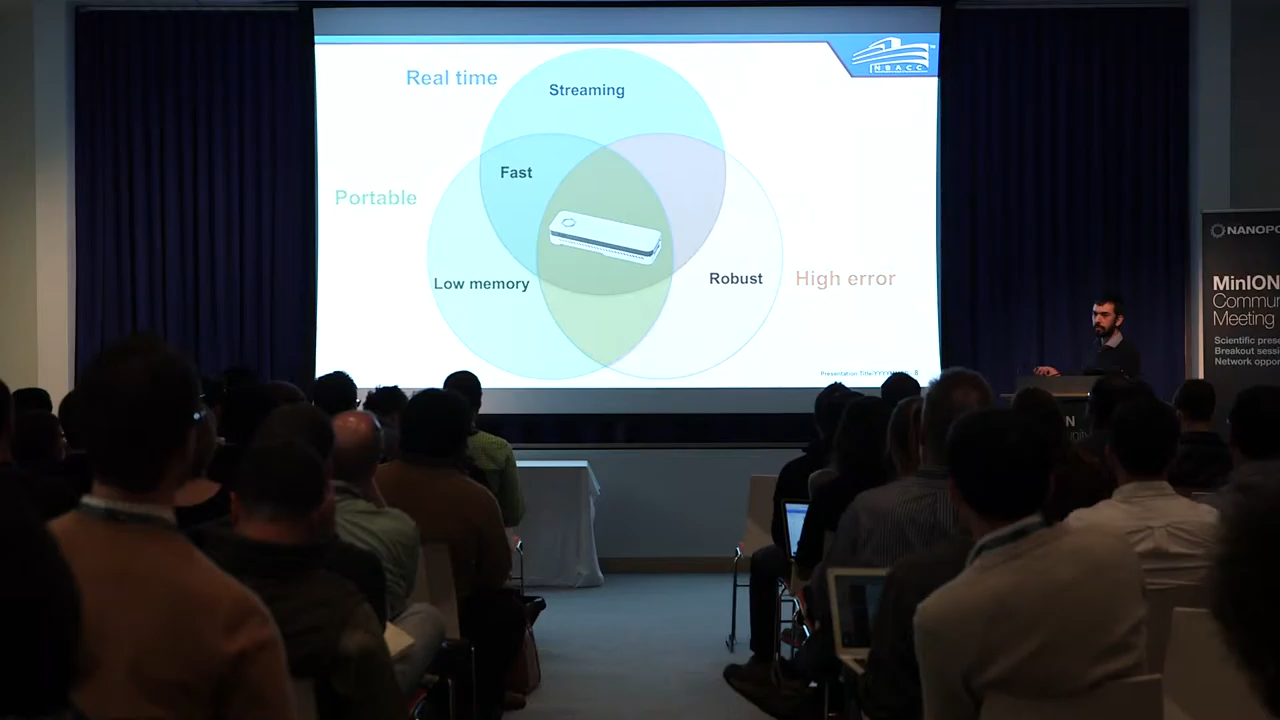 NBACC
Real time
Streaming
Fast
Portable
Low memory
Robust
High error
8
NANOPO
MinION
Commun
Meeting
Scientific prese
Breakout sessi
Network oppor
N